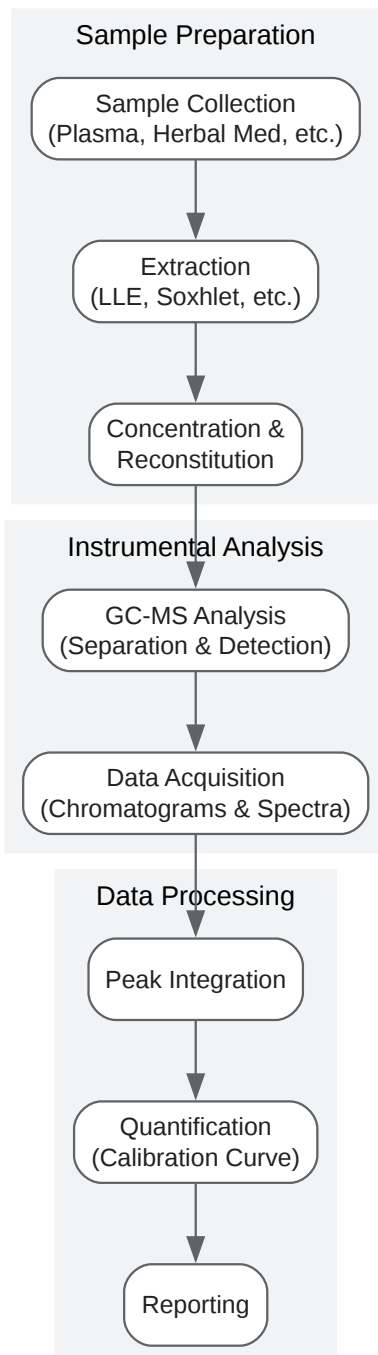 Sample Preparation
Sample Collection
(Plasma, Herbal Med, etc.)
Extraction
(LLE, Soxhlet, etc.)
Concentration &
Reconstitution
Instrumental Analysis
GC-MS Analysis
(Separation & Detection)
Data Acquisition
(Chromatograms & Spectra)
Data Processing
Peak Integration
Quantification
(Calibration Curve)
Reporting